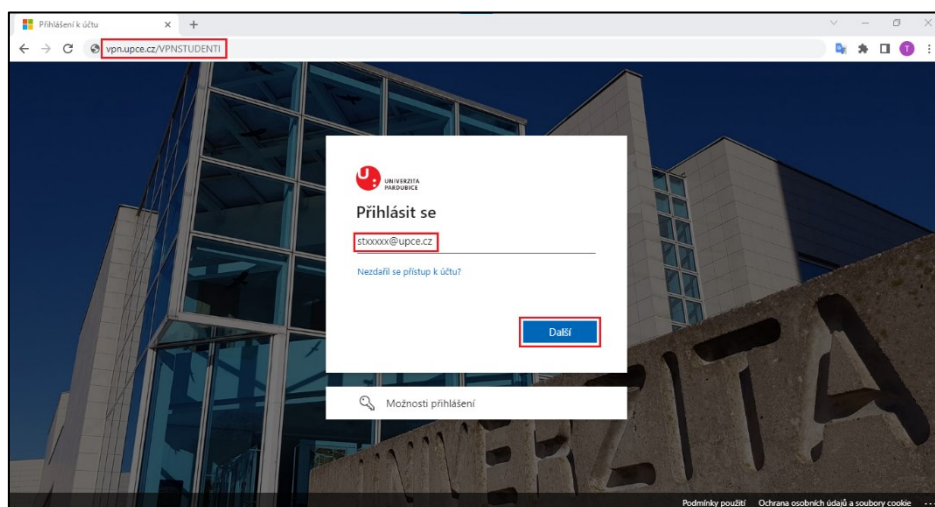 Přihlášení k účtu
vpn.upce.cz/VPNSTUDENTI
T
U:
UNIVERZITA
PARDUBICE
Přihlásit se
stxxxxx@upce.cz
Nezdařil se přístup k účtu?
Další
Možnosti přihlášení
UNIVERZITA
Podmínky použití Ochrana osobních údajů a soubory cookie ...